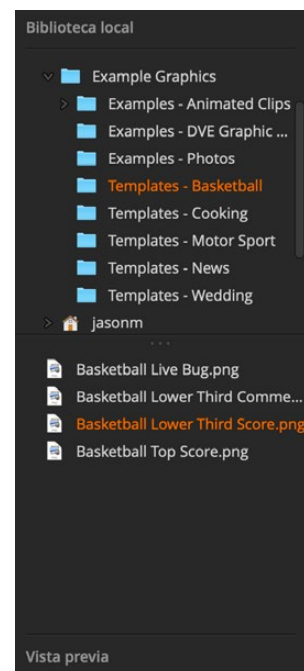 Biblioteca local
Example Graphics
Examples - Animated Clips
Examples - DVE Graphic ...
Examples - Photos
Templates - Basketball
Templates - Cooking
Templates - Motor Sport
Templates - News
Templates - Wedding
jasonm
Basketball Live Bug.png
Basketball Lower Third Comme...
Basketball Lower Third Score.png
Basketball Top Score.png
Vista previa